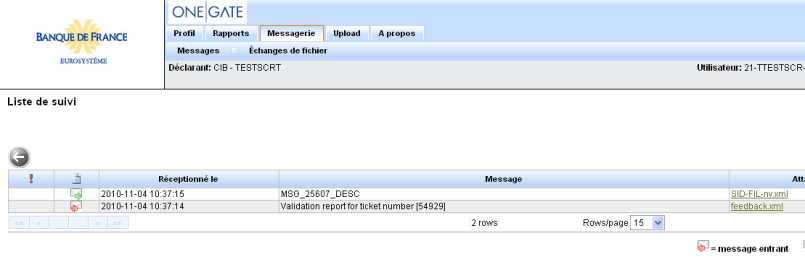 ONEGATE
BANQUE DE FRANCE
EUROSYSTÈME
Profil Rapports Messagerie Upload A propos
Messages Échanges de fichier
Déclarant: CIB - TESTSCRT Utilisateur: 21-TTESTSCR-
Liste de suivi
! Réceptionné le Message Atta
2010-11-04 10:37:15 MSG_25607_DESC SID-FIL-nv.xml
2010-11-04 10:37:14 Validation report for ticket number [54929] feedback.xml
<< < > >> 2 rows Rows/page 15
= message entrant